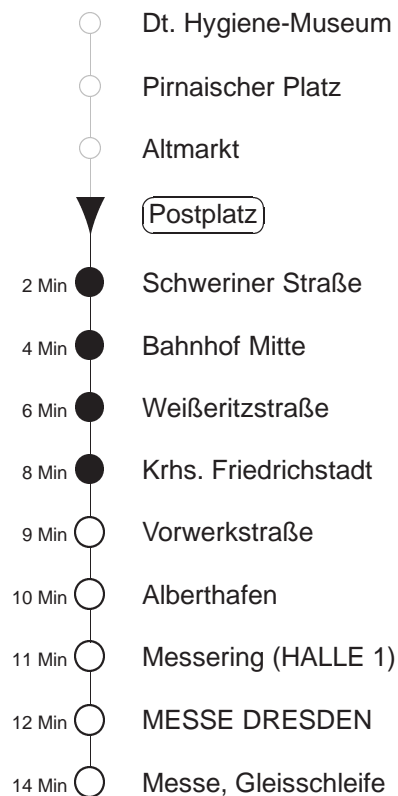 Dt. Hygiene-Museum
Pirnaischer Platz
Altmarkt
Postplatz
2 Min Schweriner Straße
4 Min Bahnhof Mitte
6 Min Weißeritzstraße
8 Min Krhs. Friedrichstadt
9 Min Vorwerkstraße
10 Min Alberthafen
11 Min Messering (HALLE 1)
12 Min MESSE DRESDEN
14 Min Messe, Gleisschleife